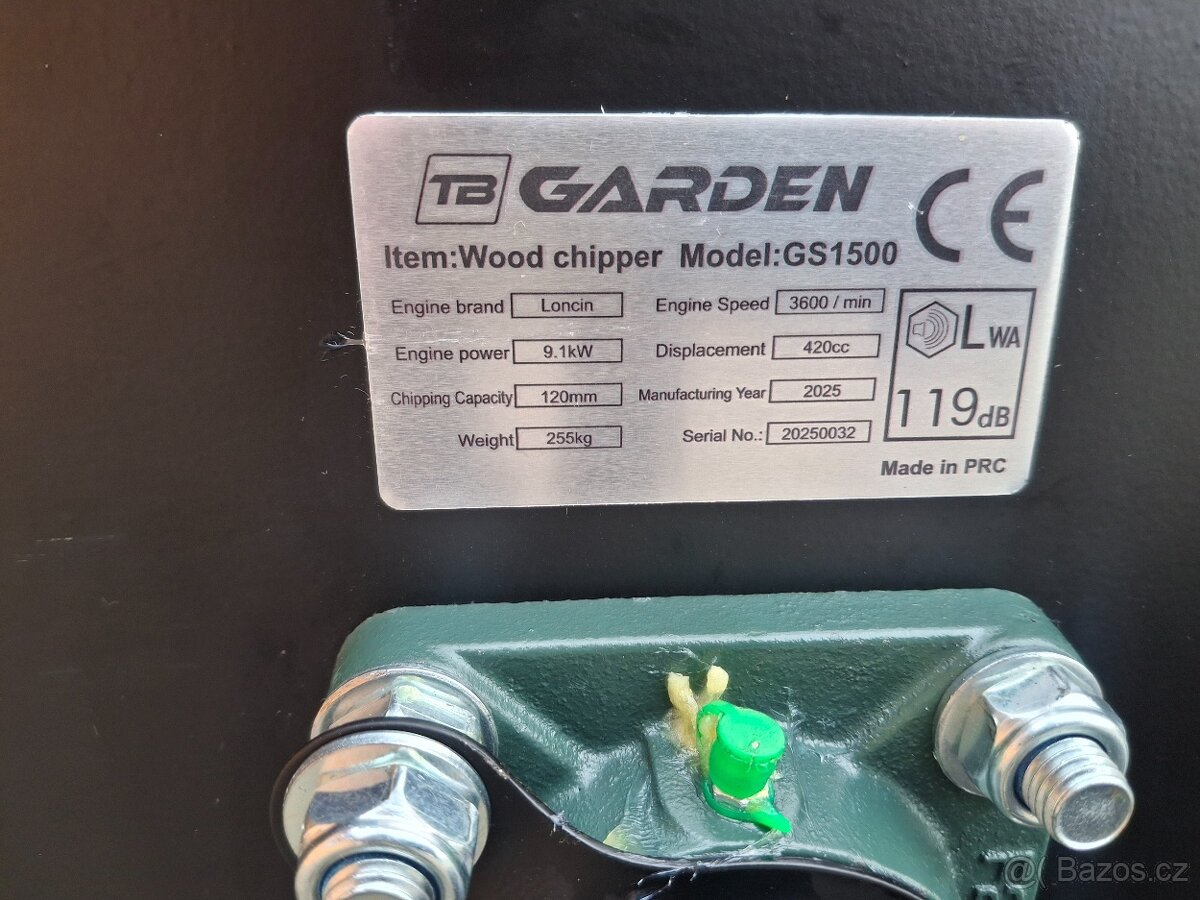 TB GARDEN
CE
Item:Wood chipper Model:GS1500
Engine brand Loncin Engine Speed 3600 / min
Engine power 9.1kW Displacement 420cc
Chipping Capacity 120mm Manufacturing Year 2025
Weight 255kg Serial No.: 20250032
LWA
119dB
Made in PRC
@( Bazos.cz